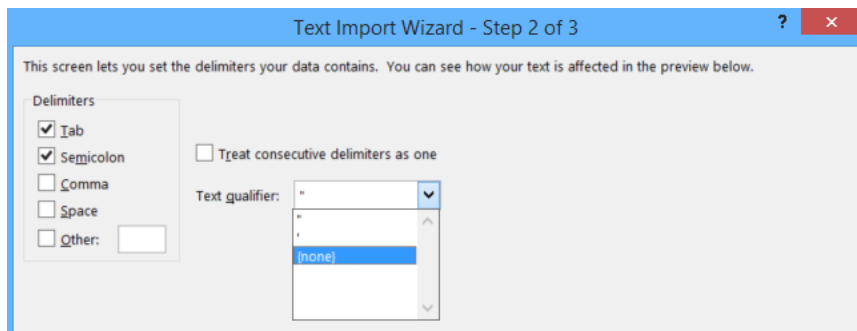 Text Import Wizard - Step 2 of 3
?
This screen lets you set the delimiters your data contains. You can see how your text is affected in the preview below.
Delimiters
Tab
Semicolon
Comma
Space
Other:
Treat consecutive delimiters as one
Text qualifier: "
"
'
{none}